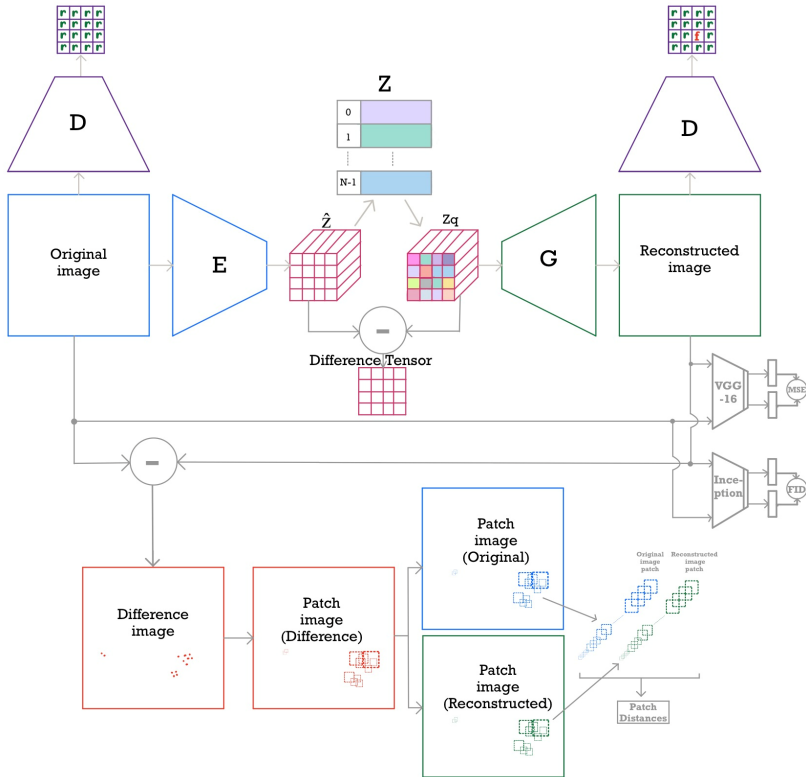 r r r r
r r r r
r r r r
r r r r
r r r r
r r r r
r r f r
r r r r
D
D
Z
0
1
N-1
Original
image
E
Ẑ
Zq
G
Reconstructed
image
-
Difference Tensor
VGG
-16
MSE
-
Ince-
ption
FID
Patch
image
(Original)
Original
image
patch
Reconstructed
image
patch
Difference
image
Patch
image
(Difference)
Patch
image
(Reconstructed)
Patch
Distances